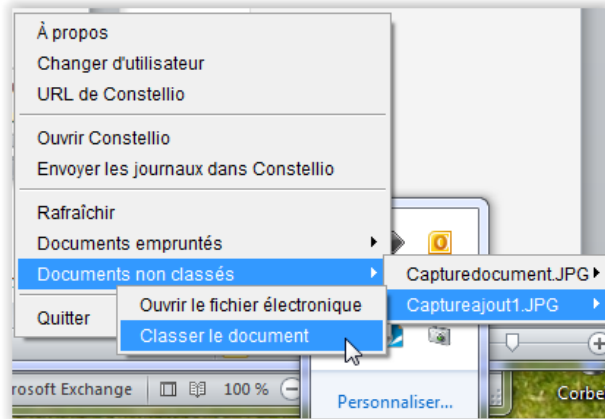 À propos
Changer d'utilisateur
URL de Constellio
Ouvrir Constellio
Envoyer les journaux dans Constellio
Rafraîchir
Documents empruntés
Documents non classés
Capturedocument.JPG
Captureajout1.JPG
Ouvrir le fichier électronique
Classer le document
Quitter
rosoft Exchange
100 %
Personnaliser...
Corbe